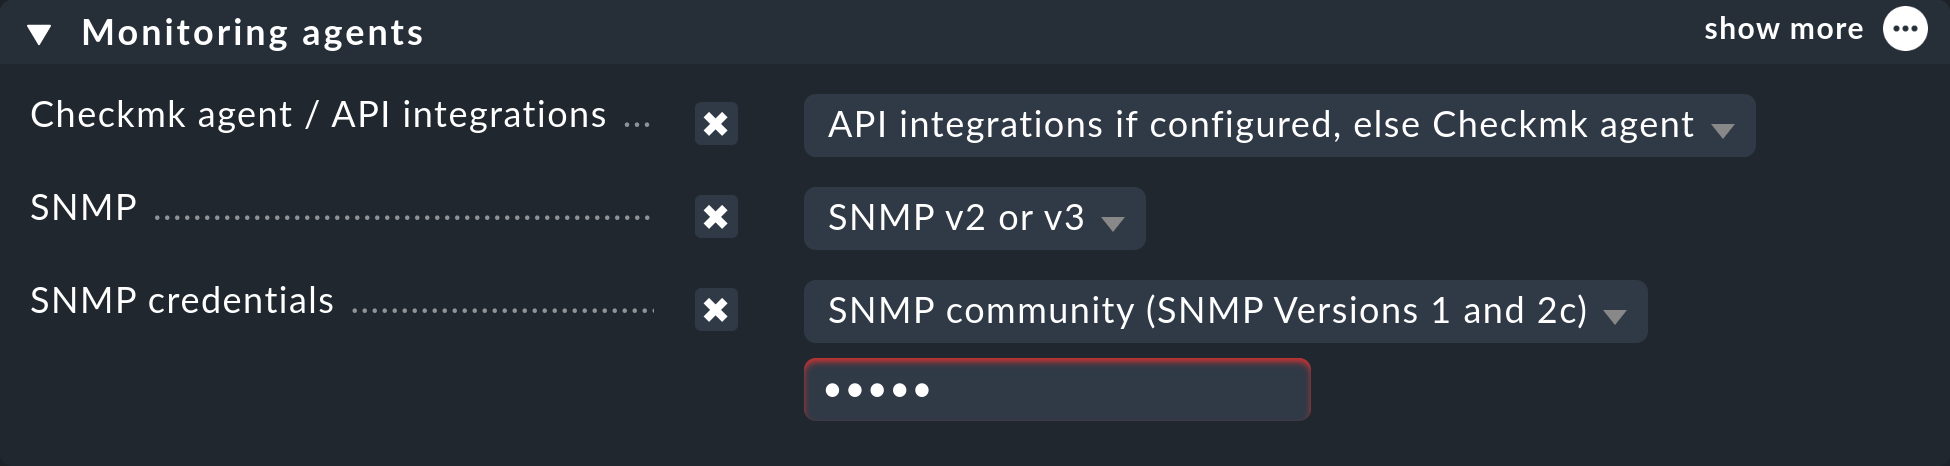 Monitoring agents
show more
Checkmk agent / API integrations
API integrations if configured, else Checkmk agent
SNMP
SNMP v2 or v3
SNMP credentials
SNMP community (SNMP Versions 1 and 2c)
•••••